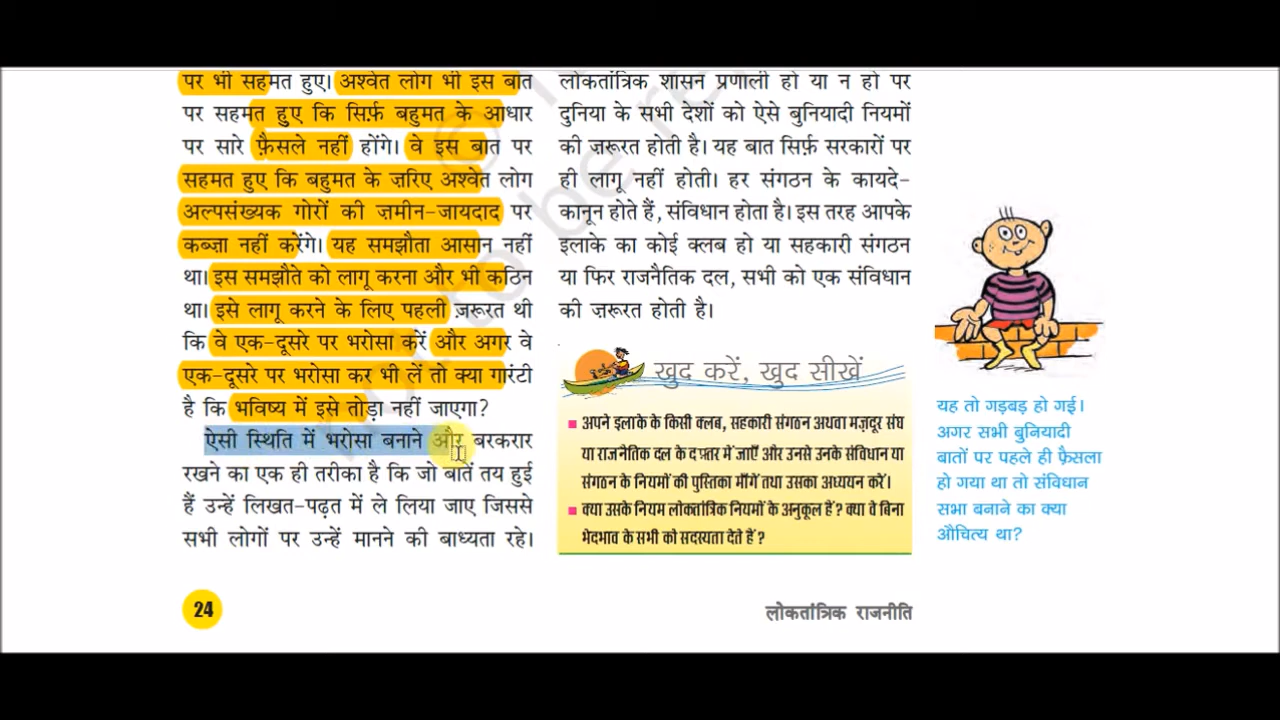 पर भी सहमत हुए। अश्वेत लोग भी इस बात
पर सहमत हुए कि सिर्फ़ बहुमत के आधार
पर सारे फ़ैसले नहीं होंगे। वे इस बात पर
सहमत हुए कि बहुमत के ज़रिए अश्वेत लोग
अल्पसंख्यक गोरों की ज़मीन-जायदाद पर
कब्ज़ा नहीं करेंगे। यह समझौता आसान नहीं
था। इस समझौते को लागू करना और भी कठिन
था। इसे लागू करने के लिए पहली ज़रूरत थी
कि वे एक-दूसरे पर भरोसा करें और अगर वे
एक-दूसरे पर भरोसा कर भी लें तो क्या गारंटी
है कि भविष्य में इसे तोड़ा नहीं जाएगा?
ऐसी स्थिति में भरोसा बनाने और बरकरार
रखने का एक ही तरीका है कि जो बातें तय हुई
हैं उन्हें लिखत-पढ़त में ले लिया जाए जिससे
सभी लोगों पर उन्हें मानने की बाध्यता रहे।
लोकतांत्रिक शासन प्रणाली हो या न हो पर
दुनिया के सभी देशों को ऐसे बुनियादी नियमों
की जरूरत होती है। यह बात सिर्फ़ सरकारों पर
ही लागू नहीं होती। हर संगठन के कायदे-
कानून होते हैं, संविधान होता है। इस तरह आपके
इलाके का कोई क्लब हो या सहकारी संगठन
या फिर राजनैतिक दल, सभी को एक संविधान
की ज़रूरत होती है।
खुद करें, खुद सीखें
■ अपने इलाके के किसी क्लब, सहकारी संगठन अथवा मज़दूर संघ
या राजनैतिक दल के दफ़्तर में जाएँ और उनसे उनके संविधान या
संगठन के नियमों की पुस्तिका माँगें तथा उसका अध्ययन करें।
■ क्या उसके नियम लोकतांत्रिक नियमों के अनुकूल हैं? क्या वे बिना
भेदभाव के सभी को सदस्यता देते हैं?
यह तो गड़बड़ हो गई।
अगर सभी बुनियादी
बातों पर पहले ही फ़ैसला
हो गया था तो संविधान
सभा बनाने का क्या
औचित्य था?
24
लोकतांत्रिक राजनीति